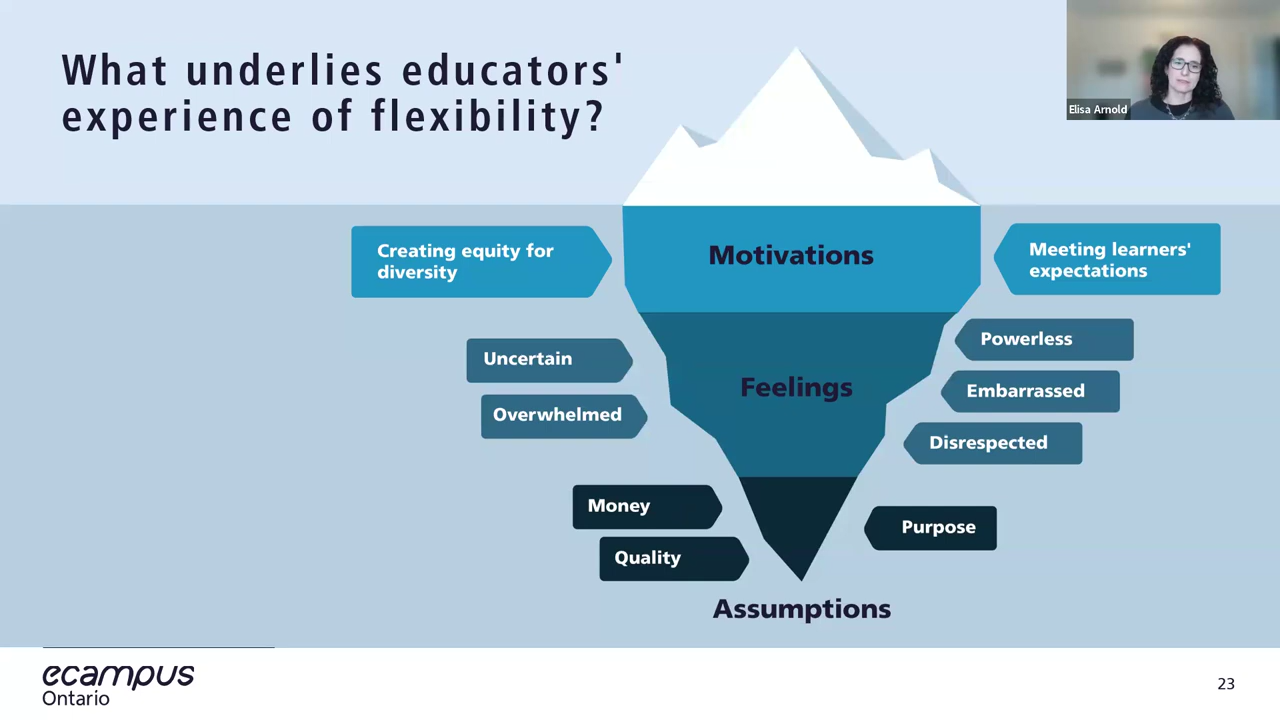 What underlies educators'
experience of flexibility?
Elisa Arnold
Creating equity for
diversity
Motivations
Meeting learners'
expectations
Uncertain
Overwhelmed
Feelings
Powerless
Embarrassed
Disrespected
Money
Quality
Purpose
Assumptions
ecampus
Ontario
23